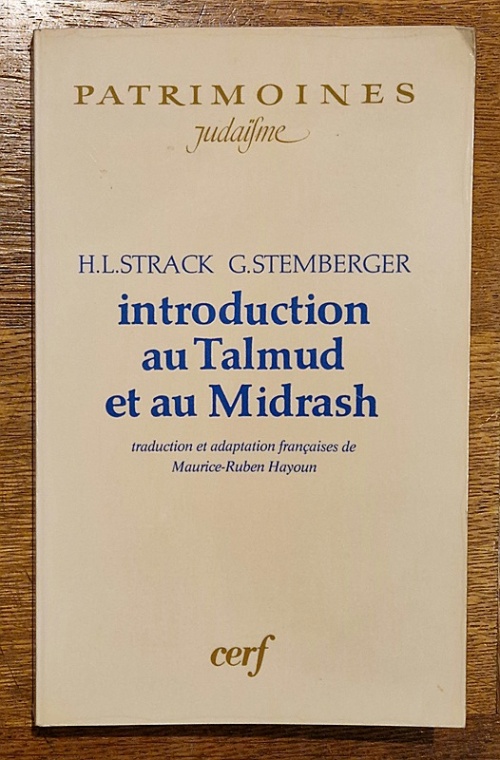 PATRIMOINES
judaïſme
H.L.STRACK G.STEMBERGER
introduction
au Talmud
et au Midrash
traduction et adaptation françaises de
Maurice-Ruben Hayoun
cerf